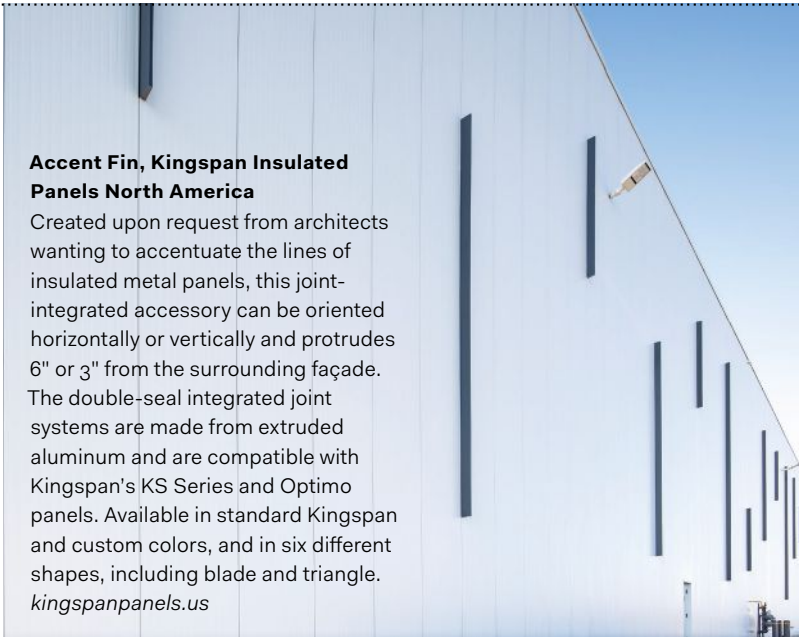 Accent Fin, Kingspan Insulated
Panels North America
Created upon request from architects
wanting to accentuate the lines of
insulated metal panels, this joint-
integrated accessory can be oriented
horizontally or vertically and protrudes
6" or 3" from the surrounding façade.
The double-seal integrated joint
systems are made from extruded
aluminum and are compatible with
Kingspan's KS Series and Optimo
panels. Available in standard Kingspan
and custom colors, and in six different
shapes, including blade and triangle.
kingspanpanels.us